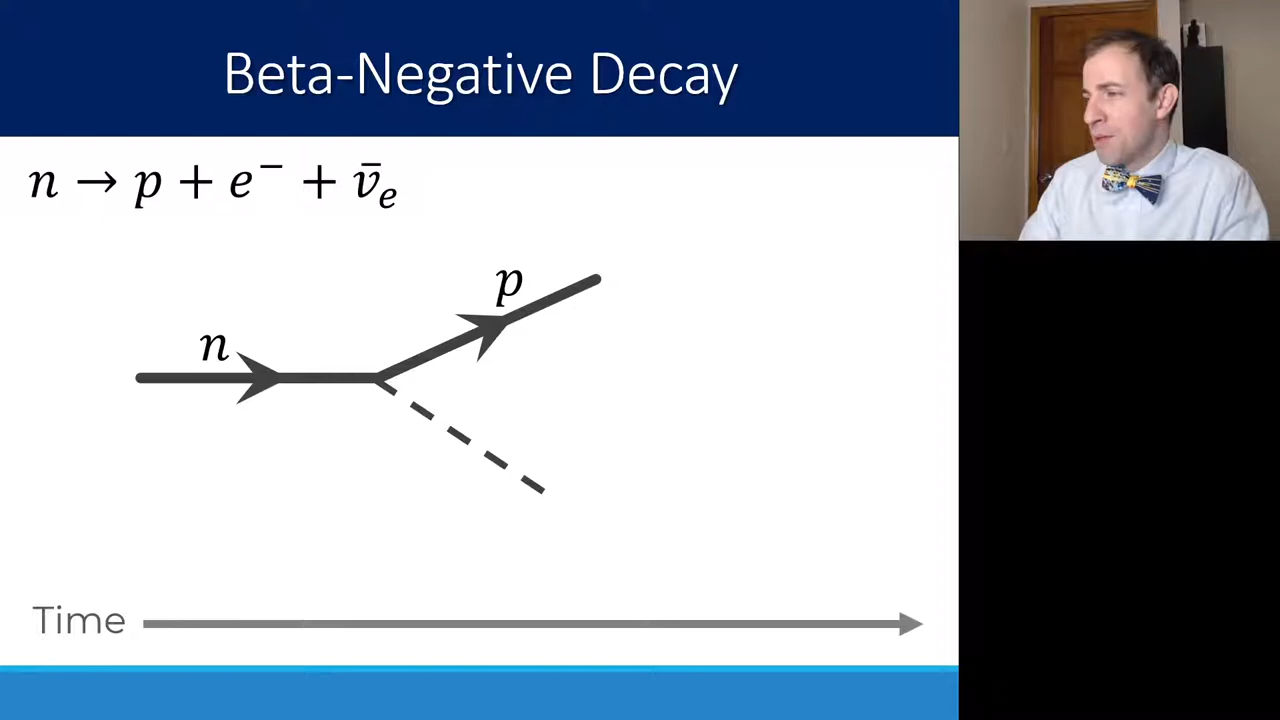 Beta-Negative Decay
n → p + e⁻ + v̄ₑ
p
n
Time